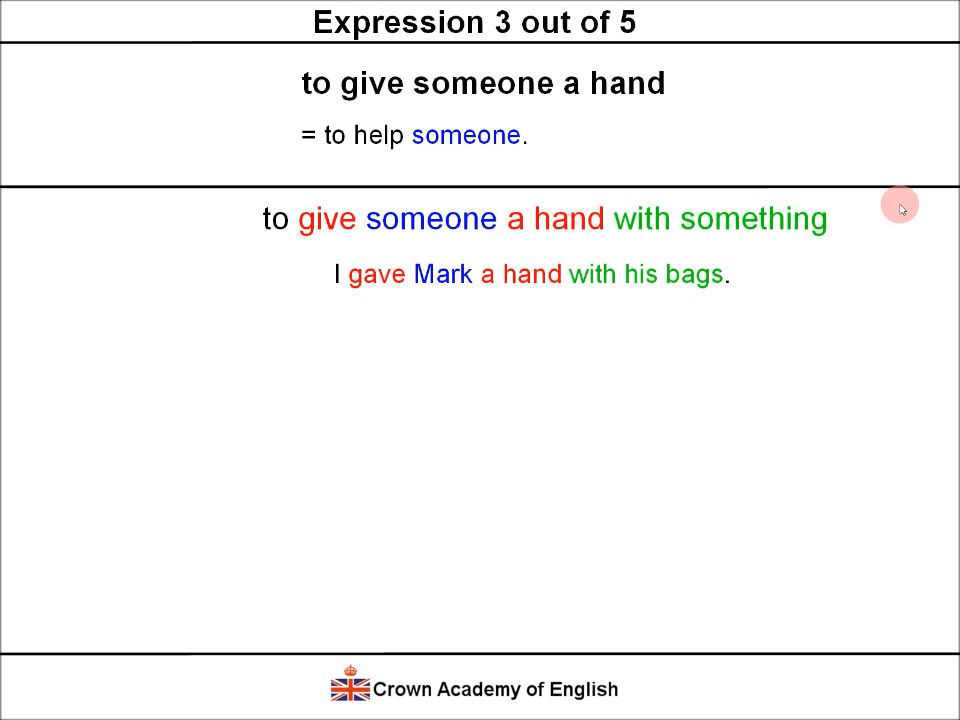 Expression 3 out of 5
to give someone a hand
= to help someone.
to give someone a hand with something
I gave Mark a hand with his bags.
Crown Academy of English